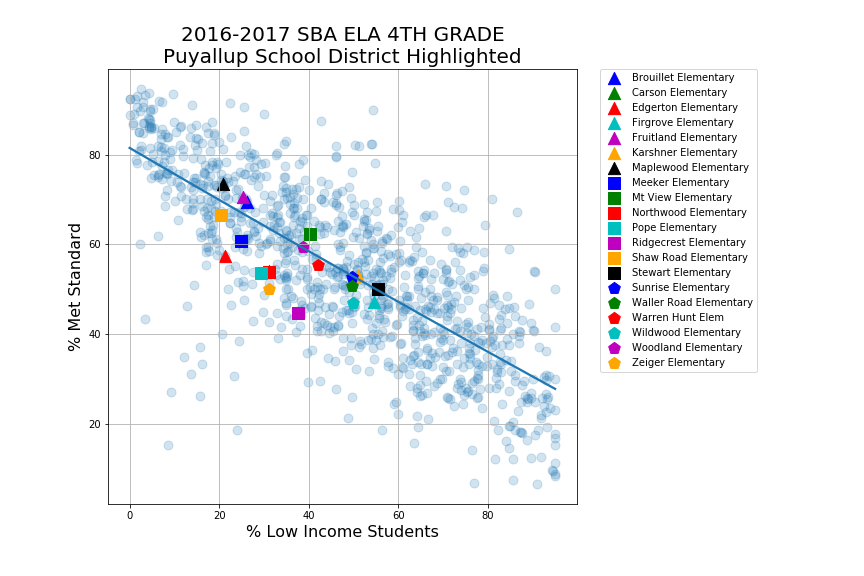 2016-2017 SBA ELA 4TH GRADE
Puyallup School District Highlighted
% Met Standard
80
60
40
20
0
20
40
60
80
% Low Income Students
Brouillet Elementary
Carson Elementary
Edgerton Elementary
Firgrove Elementary
Fruitland Elementary
Karshner Elementary
Maplewood Elementary
Meeker Elementary
Mt View Elementary
Northwood Elementary
Pope Elementary
Ridgecrest Elementary
Shaw Road Elementary
Stewart Elementary
Sunrise Elementary
Waller Road Elementary
Warren Hunt Elem
Wildwood Elementary
Woodland Elementary
Zeiger Elementary